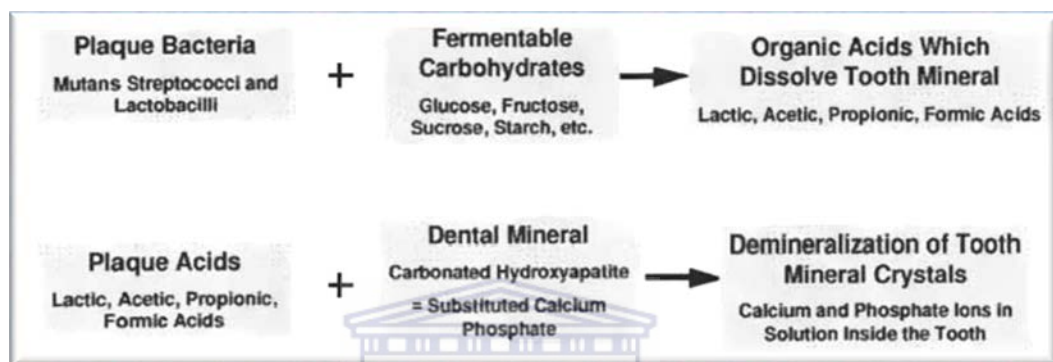 Plaque Bacteria
Mutans Streptococci and
Lactobacilli
+
Fermentable
Carbohydrates
Glucose, Fructose,
Sucrose, Starch, etc.
Organic Acids Which
Dissolve Tooth Mineral
Lactic, Acetic, Propionic, Formic Acids
Plaque Acids
Lactic, Acetic, Propionic,
Formic Acids
+
Dental Mineral
Carbonated Hydroxyapatite
= Substituted Calcium
Phosphate
Demineralization of Tooth
Mineral Crystals
Calcium and Phosphate Ions in
Solution Inside the Tooth